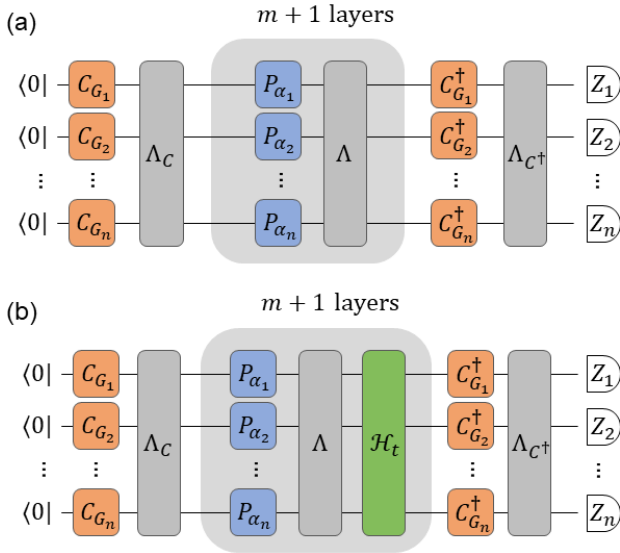 (a)
m + 1 layers
⟨0| C_{G_1} P_{α_1} C^†_{G_1} Z_1
⟨0| C_{G_2} P_{α_2} C^†_{G_2} Z_2
⋮ ⋮ Λ_C ⋮ Λ ⋮ Λ_{C^†} ⋮
⟨0| C_{G_n} P_{α_n} C^†_{G_n} Z_n
(b)
m + 1 layers
⟨0| C_{G_1} P_{α_1} C^†_{G_1} Z_1
⟨0| C_{G_2} P_{α_2} C^†_{G_2} Z_2
⋮ ⋮ Λ_C ⋮ Λ ℋ_t ⋮ Λ_{C^†} ⋮
⟨0| C_{G_n} P_{α_n} C^†_{G_n} Z_n